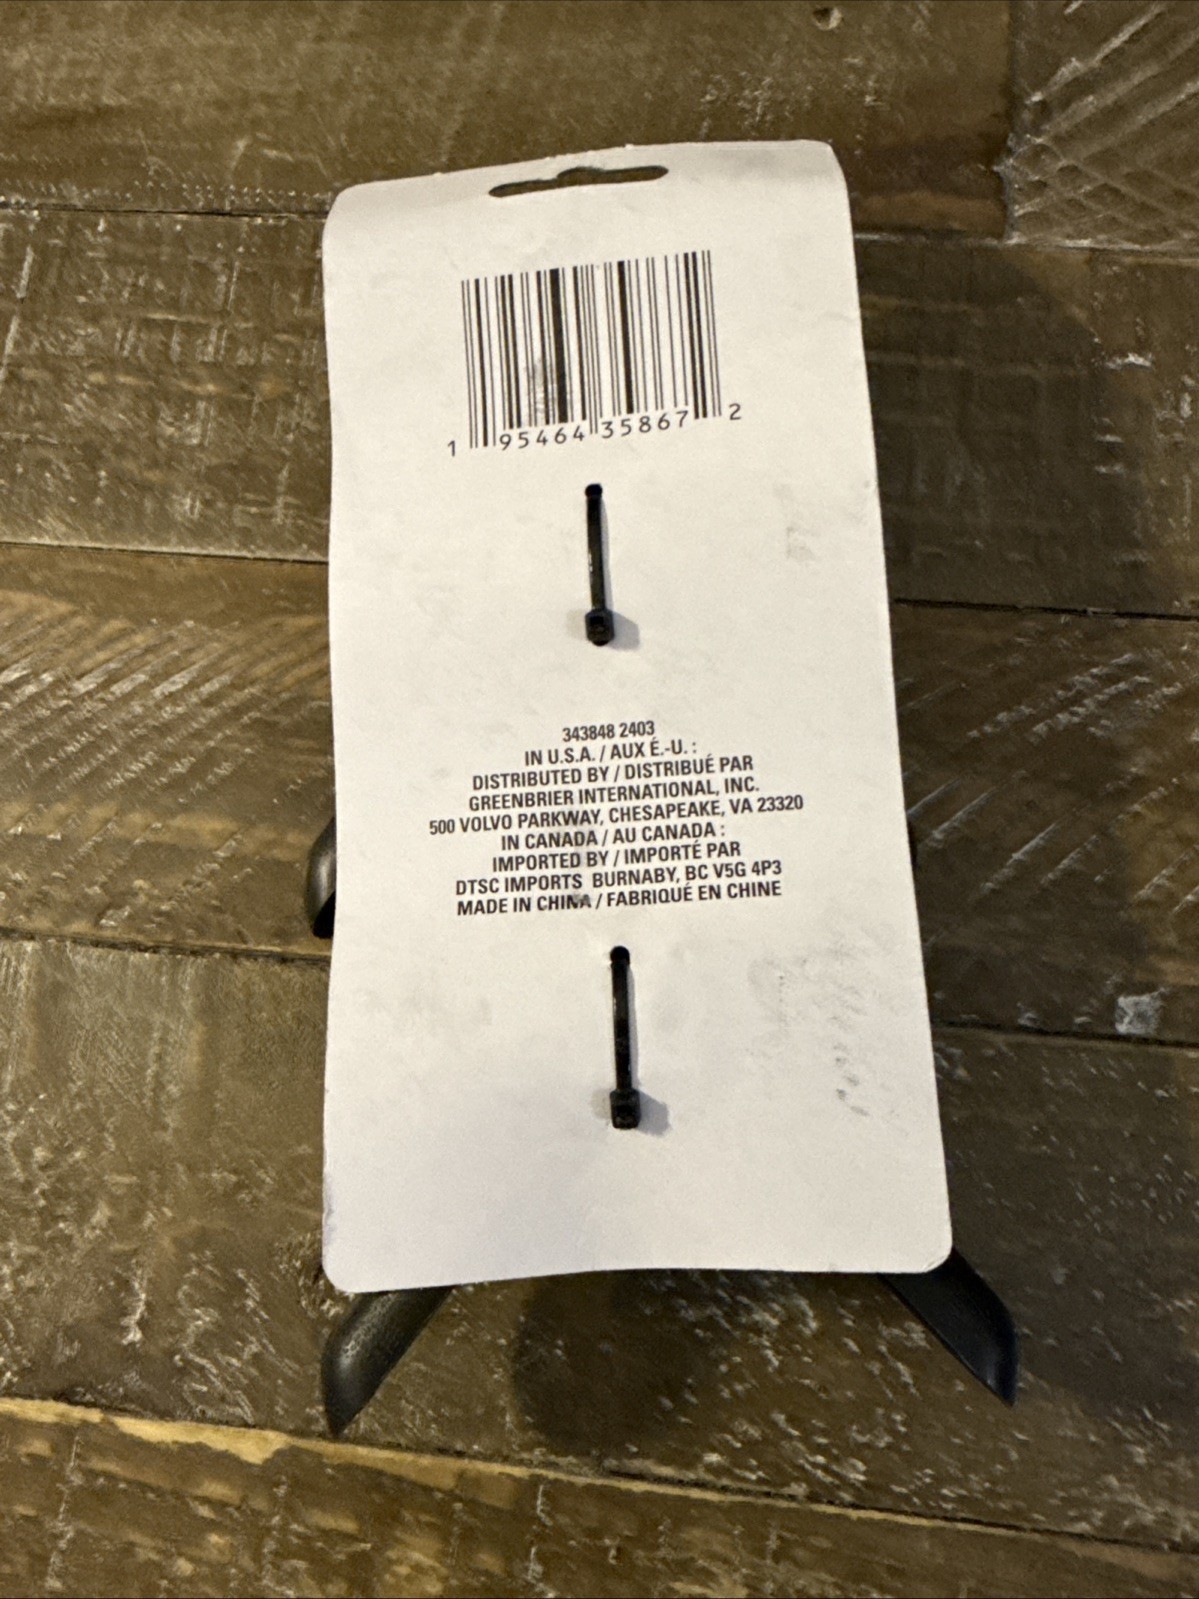 1 95464 35867 2
343848 2403
IN U.S.A. / AUX É.-U. :
DISTRIBUTED BY / DISTRIBUÉ PAR
GREENBRIER INTERNATIONAL, INC.
500 VOLVO PARKWAY, CHESAPEAKE, VA 23320
IN CANADA / AU CANADA :
IMPORTED BY / IMPORTÉ PAR
DTSC IMPORTS BURNABY, BC V5G 4P3
MADE IN CHINA / FABRIQUÉ EN CHINE